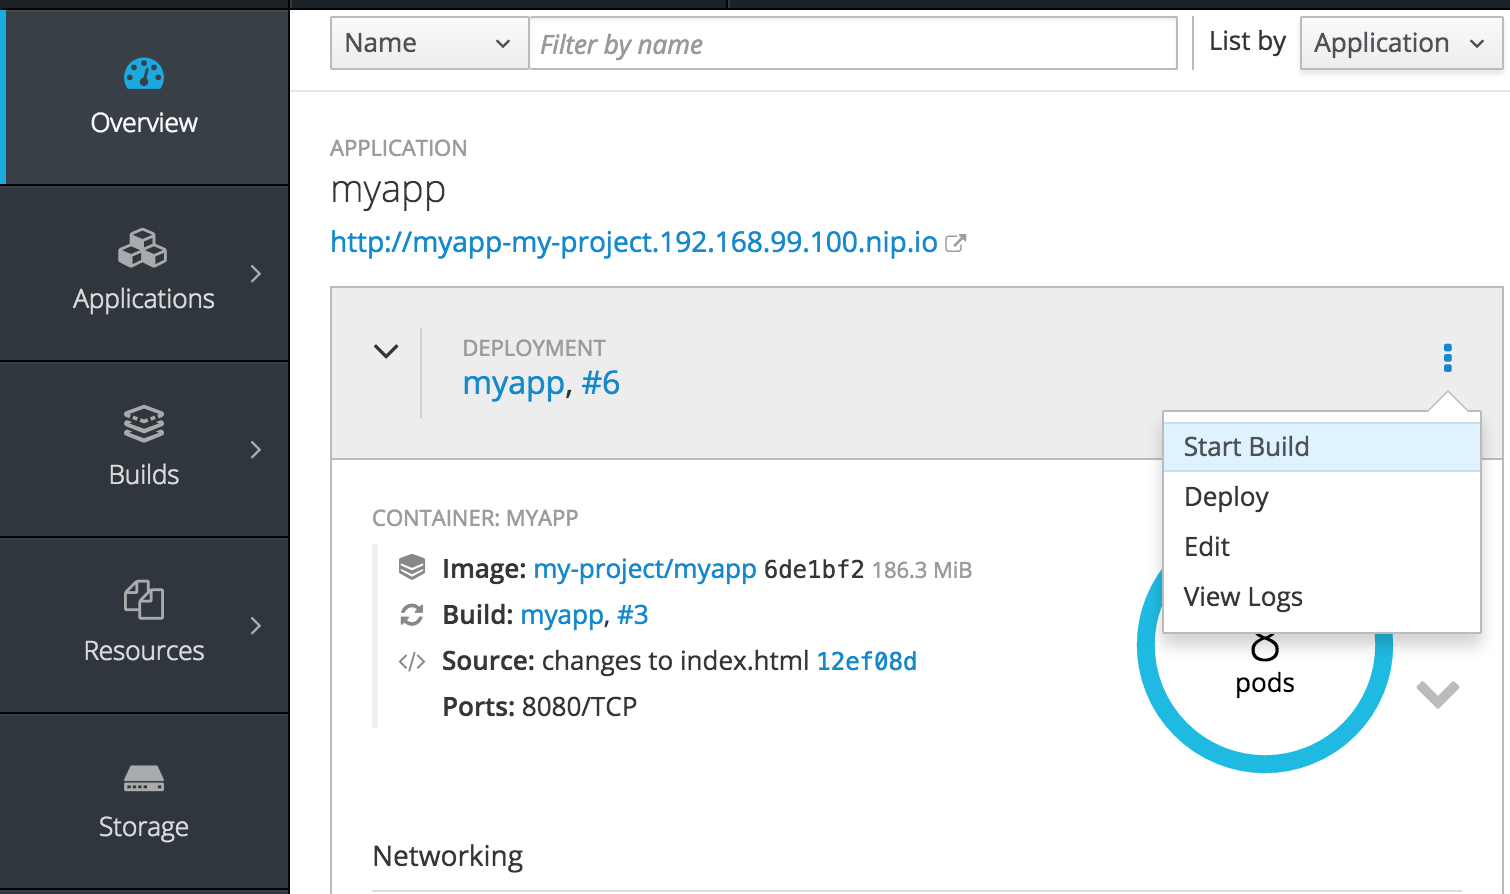 Overview
Applications
Builds
Resources
Storage
Name
Filter by name
List by
Application
APPLICATION
myapp
http://myapp-my-project.192.168.99.100.nip.io
DEPLOYMENT
myapp, #6
Start Build
Deploy
Edit
View Logs
CONTAINER: MYAPP
Image: my-project/myapp 6de1bf2 186.3 MiB
Build: myapp, #3
Source: changes to index.html 12ef08d
Ports: 8080/TCP
8
pods
Networking